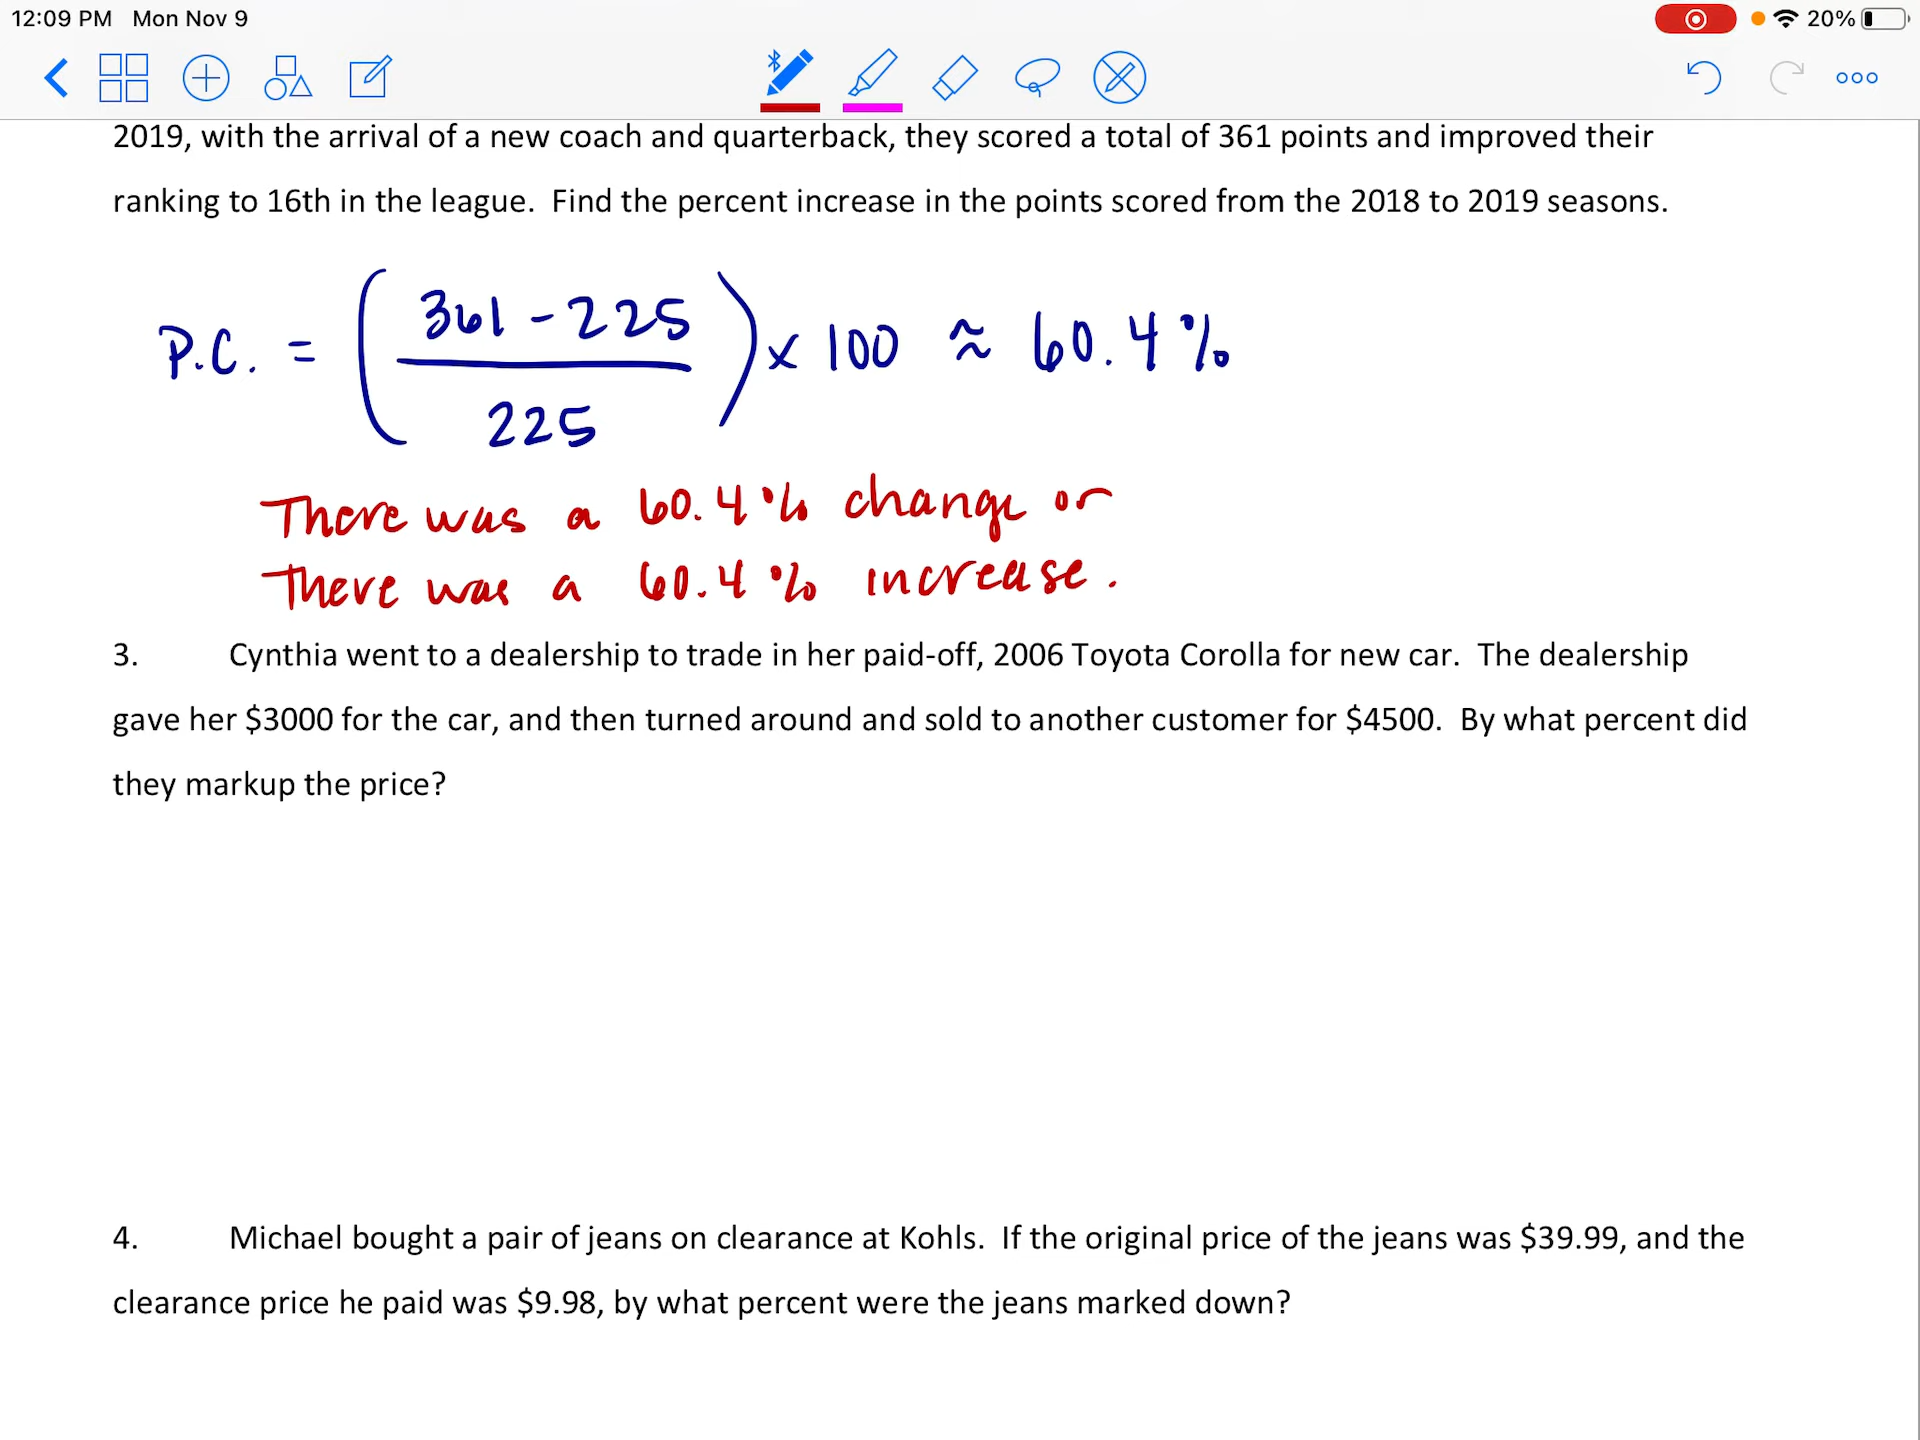 12:09 PM Mon Nov 9 20%
2019, with the arrival of a new coach and quarterback, they scored a total of 361 points and improved their
ranking to 16th in the league. Find the percent increase in the points scored from the 2018 to 2019 seasons.
P.C. = ( 361 - 225 / 225 ) x 100 ≈ 60.4%
There was a 60.4% change or
There was a 60.4% increase.
3. Cynthia went to a dealership to trade in her paid-off, 2006 Toyota Corolla for new car. The dealership
gave her $3000 for the car, and then turned around and sold to another customer for $4500. By what percent did
they markup the price?
4. Michael bought a pair of jeans on clearance at Kohls. If the original price of the jeans was $39.99, and the
clearance price he paid was $9.98, by what percent were the jeans marked down?